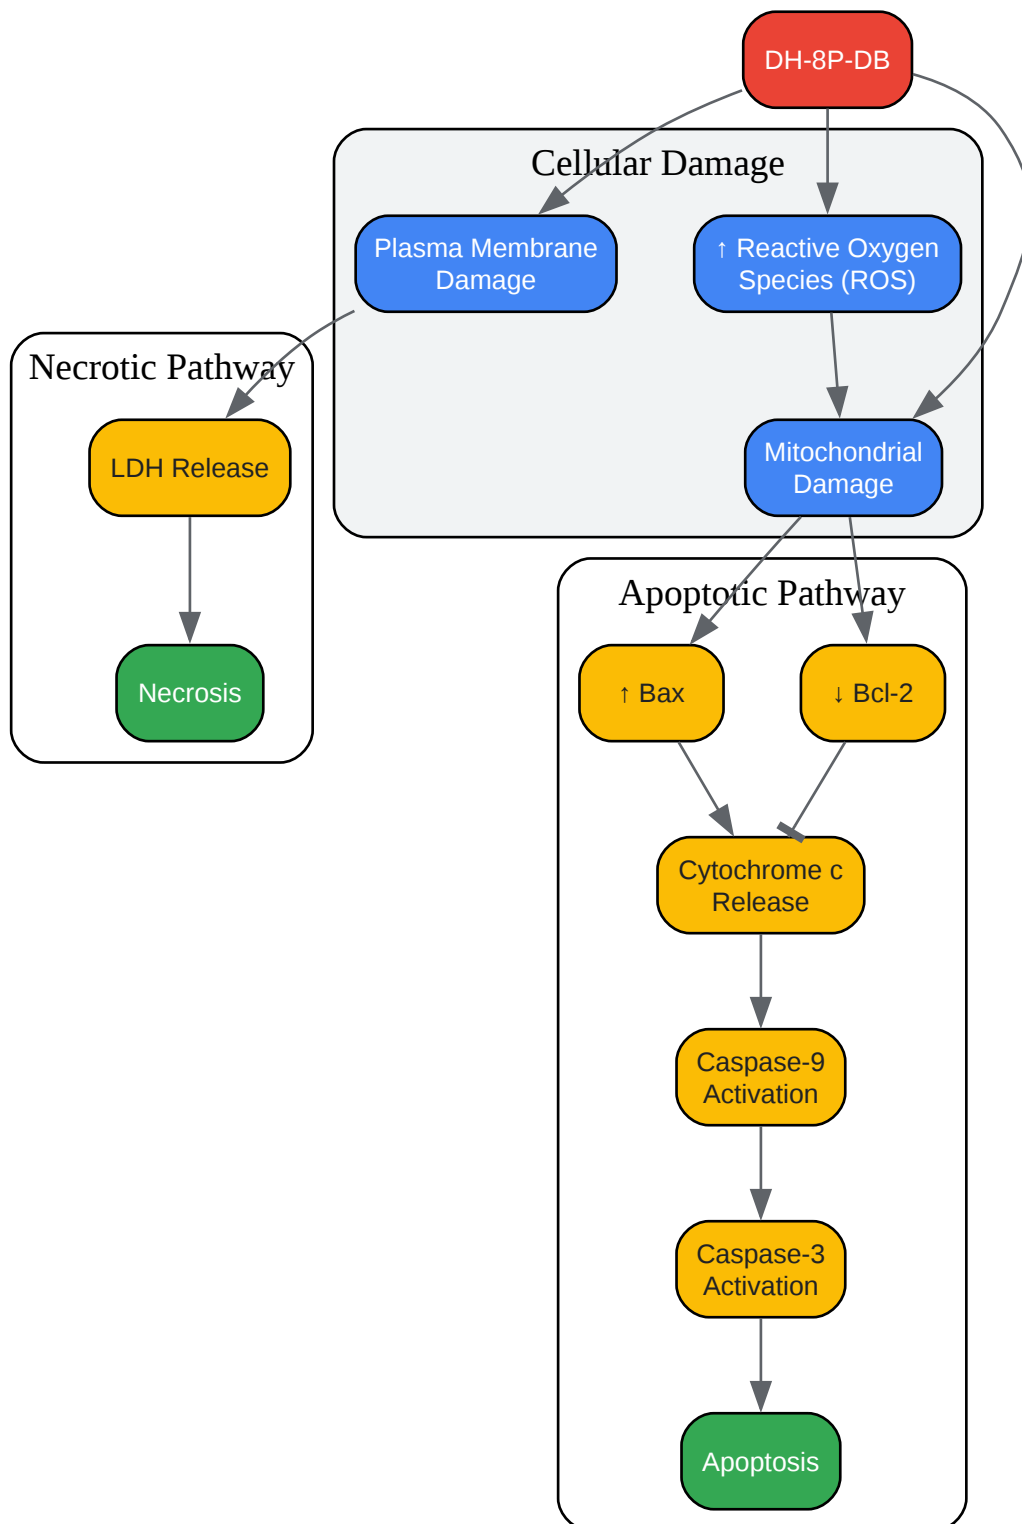 DH-8P-DB
Cellular Damage
Plasma Membrane
Damage
↑ Reactive Oxygen
Species (ROS)
Necrotic Pathway
LDH Release
Mitochondrial
Damage
Apoptotic Pathway
Necrosis
↑ Bax
↓ Bcl-2
Cytochrome c
Release
Caspase-9
Activation
Caspase-3
Activation
Apoptosis